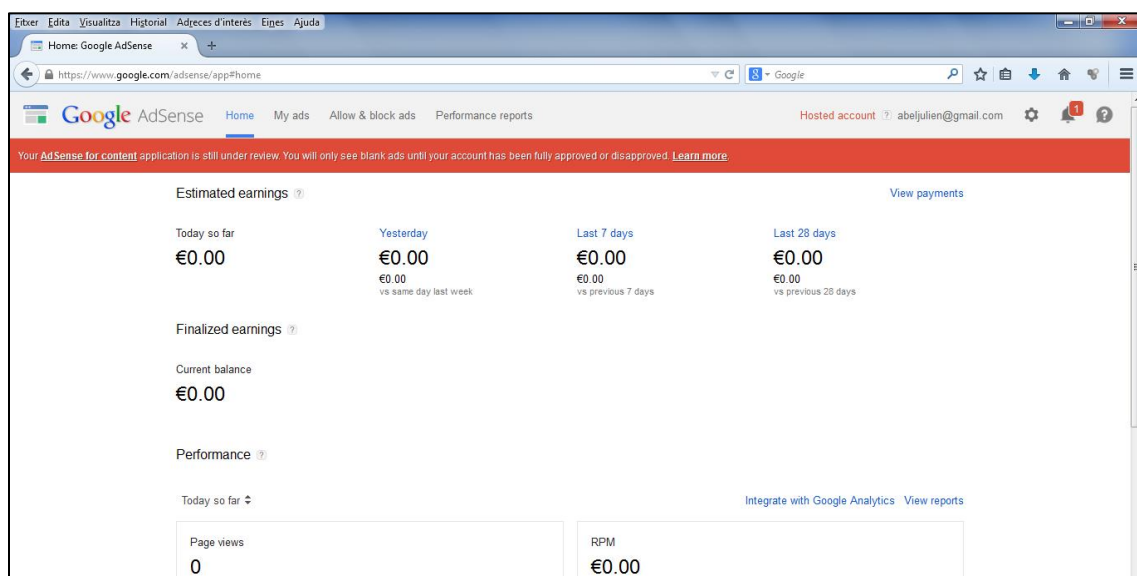 Fitxer Edita Visualitza Historial Adreces d'interès Eines Ajuda
Home: Google AdSense
https://www.google.com/adsense/app#home
Google
Google AdSense Home My ads Allow & block ads Performance reports Hosted account ? abeljulien@gmail.com 1
Your AdSense for content application is still under review. You will only see blank ads until your account has been fully approved or disapproved. Learn more.
Estimated earnings ? View payments
Today so far Yesterday Last 7 days Last 28 days
€0.00 €0.00 €0.00 €0.00
€0.00 €0.00 €0.00
vs same day last week vs previous 7 days vs previous 28 days
Finalized earnings ?
Current balance
€0.00
Performance ?
Today so far Integrate with Google Analytics View reports
Page views RPM
0 €0.00